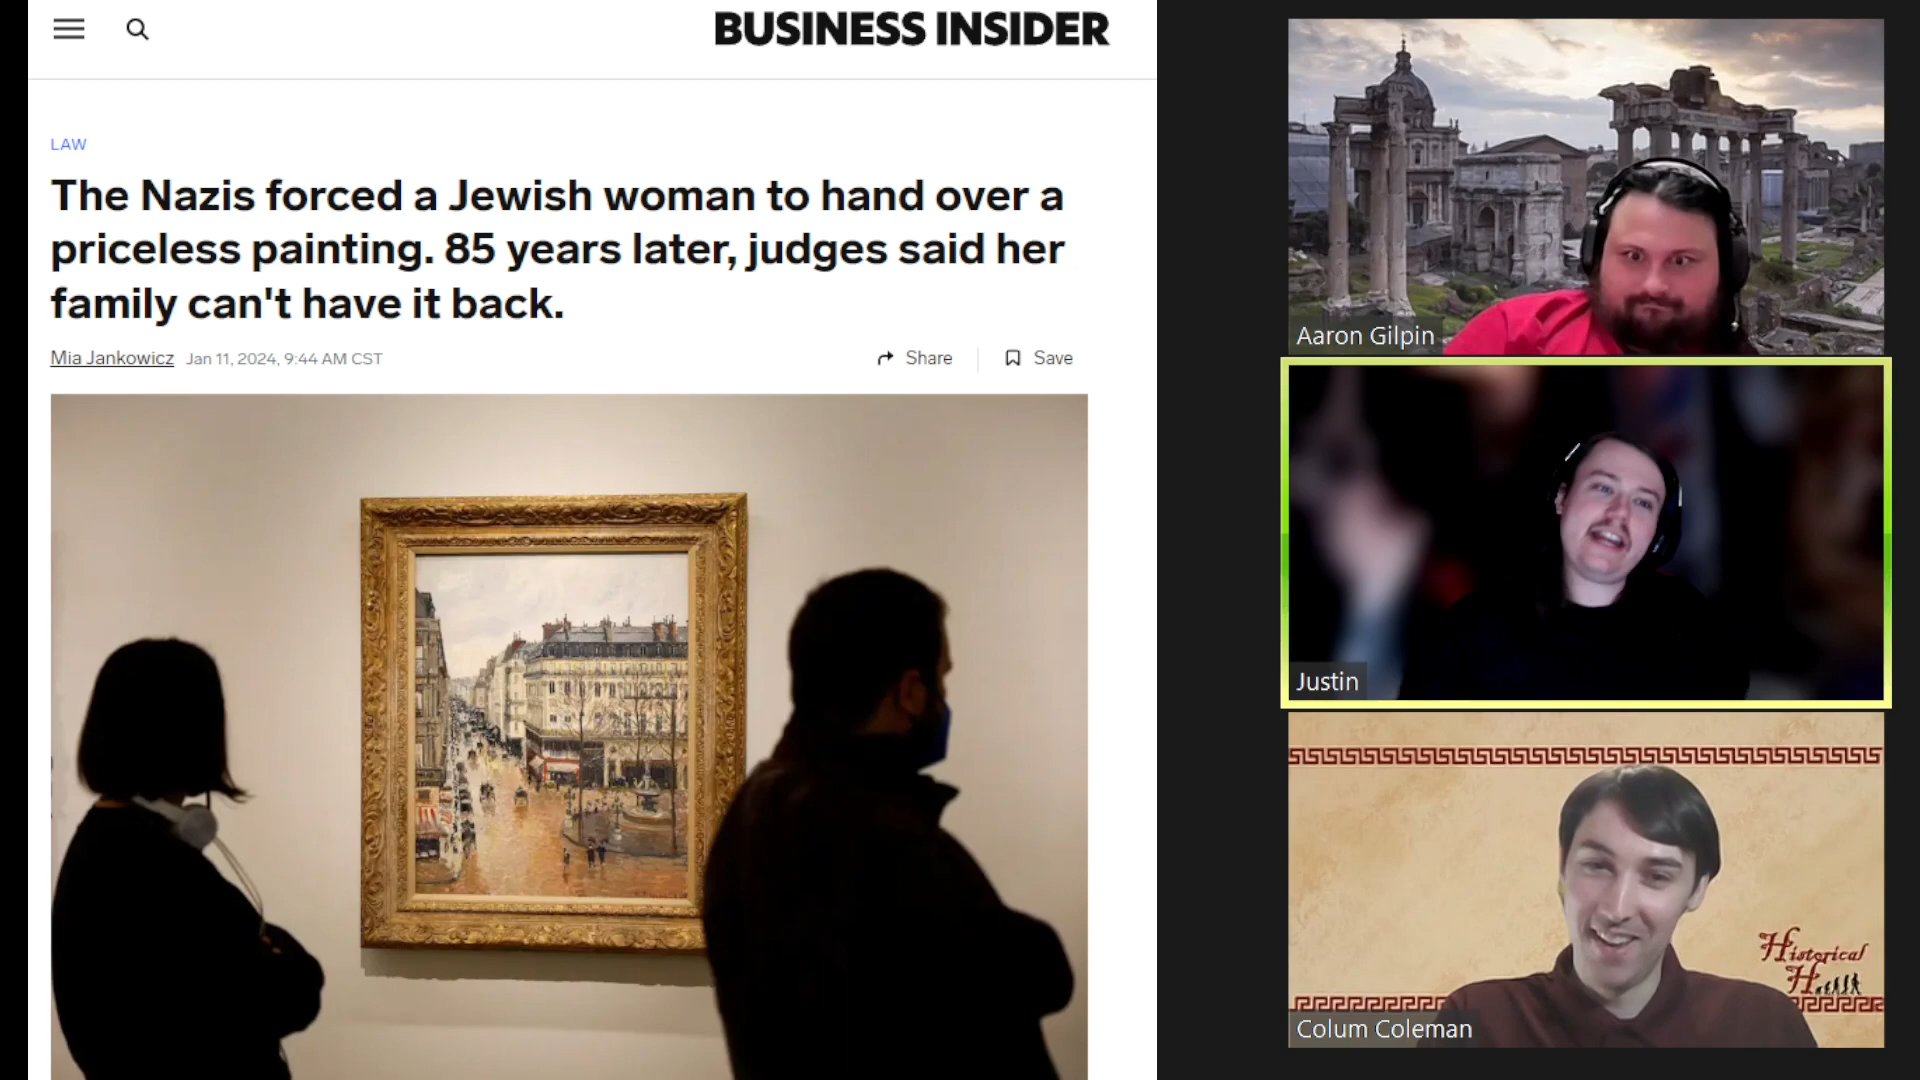 BUSINESS INSIDER
LAW
The Nazis forced a Jewish woman to hand over a
priceless painting. 85 years later, judges said her
family can't have it back.
Mia Jankowicz Jan 11, 2024, 9:44 AM CST
Share
Save
Aaron Gilpin
Justin
Historical
H
Colum Coleman